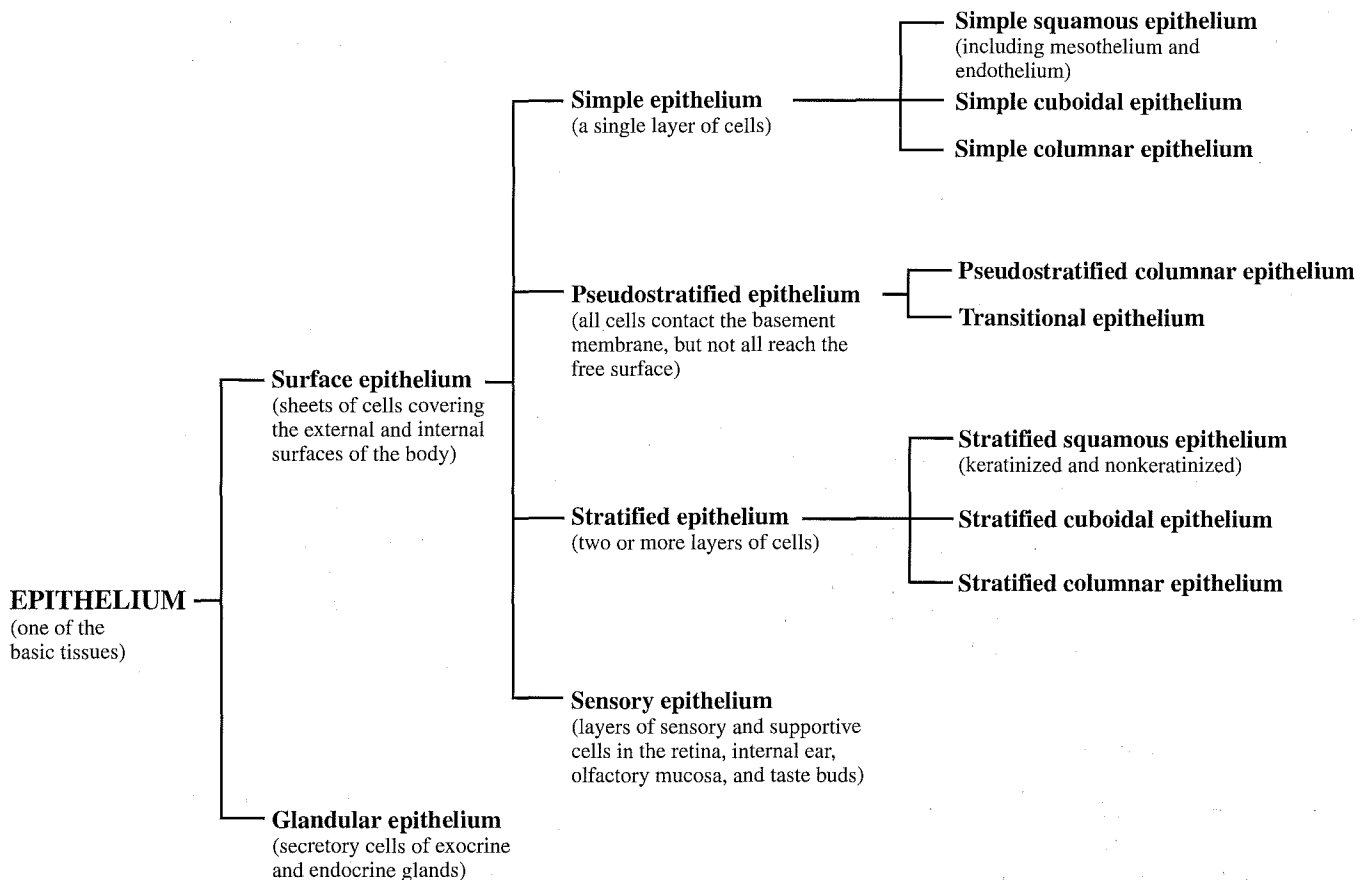 EPITHELIUM
(one of the
basic tissues)
Surface epithelium
(sheets of cells covering
the external and internal
surfaces of the body)
Simple epithelium
(a single layer of cells)
Simple squamous epithelium
(including mesothelium and
endothelium)
Simple cuboidal epithelium
Simple columnar epithelium
Pseudostratified epithelium
(all cells contact the basement
membrane, but not all reach the
free surface)
Pseudostratified columnar epithelium
Transitional epithelium
Stratified epithelium
(two or more layers of cells)
Stratified squamous epithelium
(keratinized and nonkeratinized)
Stratified cuboidal epithelium
Stratified columnar epithelium
Sensory epithelium
(layers of sensory and supportive
cells in the retina, internal ear,
olfactory mucosa, and taste buds)
Glandular epithelium
(secretory cells of exocrine
and endocrine glands)